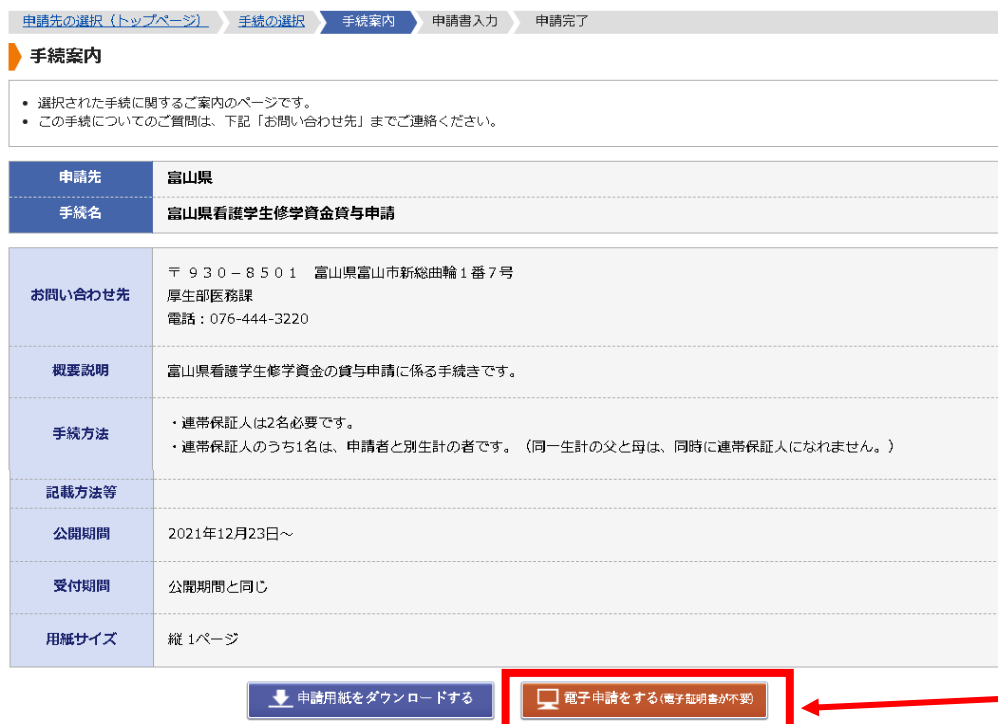 申請先の選択（トップページ） 手続の選択 手続案内 申請書入力 申請完了
手続案内
• 選択された手続に関するご案内のページです。
• この手続についてのご質問は、下記「お問い合わせ先」までご連絡ください。
申請先 富山県
手続名 富山県看護学生修学資金貸与申請
お問い合わせ先
〒 ９３０－８５０１ 富山県富山市新総曲輪１番７号
厚生部医務課
電話：076-444-3220
概要説明 富山県看護学生修学資金の貸与申請に係る手続きです。
手続方法
・連帯保証人は2名必要です。
・連帯保証人のうち1名は、申請者と別生計の者です。（同一生計の父と母は、同時に連帯保証人になれません。）
記載方法等
公開期間 2021年12月23日～
受付期間 公開期間と同じ
用紙サイズ 縦 1ページ
申請用紙をダウンロードする 電子申請をする(電子証明書が不要)